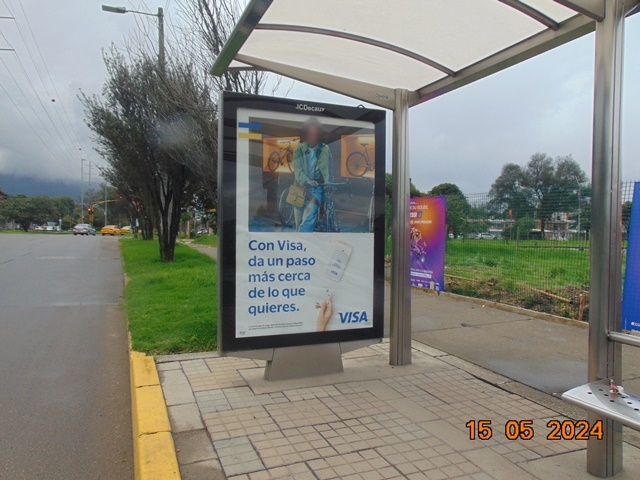 JCDecaux
Con Visa,
da un paso
más cerca
de lo que
quieres.
VISA
15 05 2024